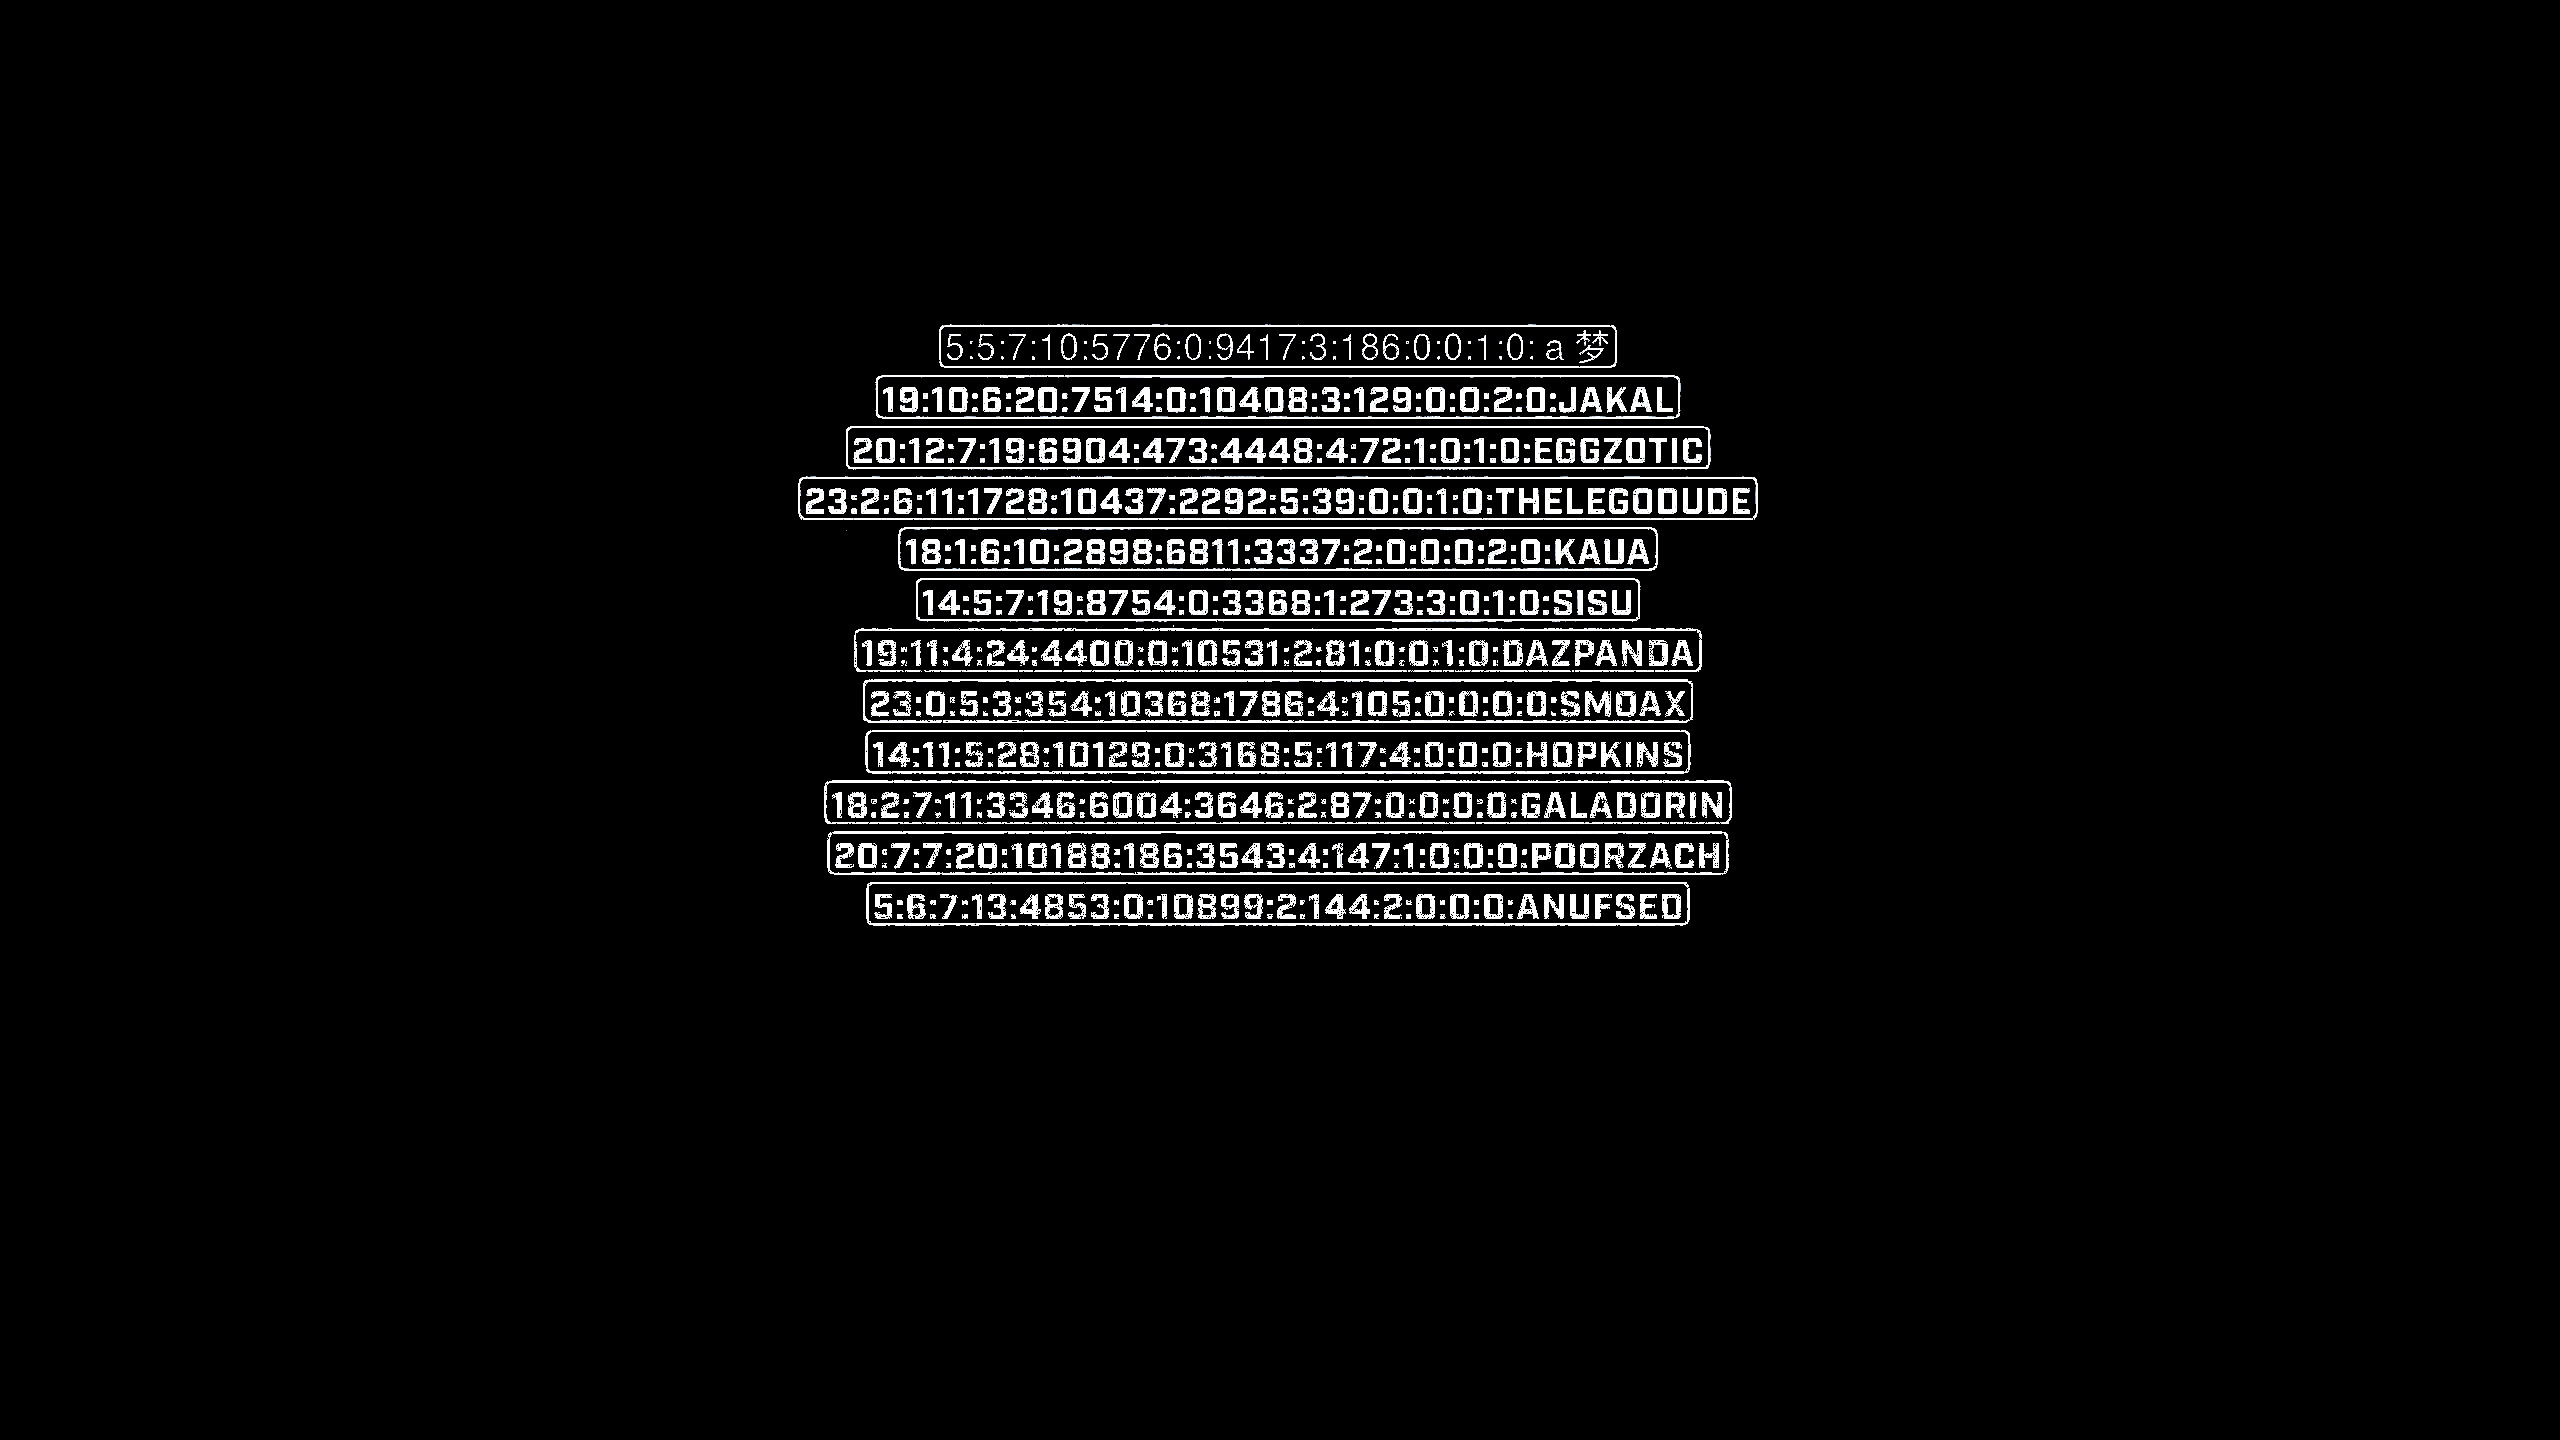 5:5:7:10:5776:0:9417:3:186:0:0:1:0: a 梦
19:10:6:20:7514:0:10408:3:129:0:0:2:0:JAKAL
20:12:7:19:6904:473:4448:4:72:1:0:1:0:EGGZOTIC
23:2:6:11:1728:10437:2292:5:39:0:0:1:0:THELEGODUDE
18:1:6:10:2898:6811:3337:2:0:0:0:2:0:KAUA
14:5:7:19:8754:0:3368:1:273:3:0:1:0:SISU
19:11:4:24:4400:0:10531:2:81:0:0:1:0:DAZPANDA
23:0:5:3:354:10368:1786:4:105:0:0:0:0:SMOAX
14:11:5:28:10129:0:3168:5:117:4:0:0:0:HOPKINS
18:2:7:11:3346:6004:3646:2:87:0:0:0:0:GALADORIN
20:7:7:20:10188:186:3543:4:147:1:0:0:0:POORZACH
5:6:7:13:4853:0:10899:2:144:2:0:0:0:ANUFSED